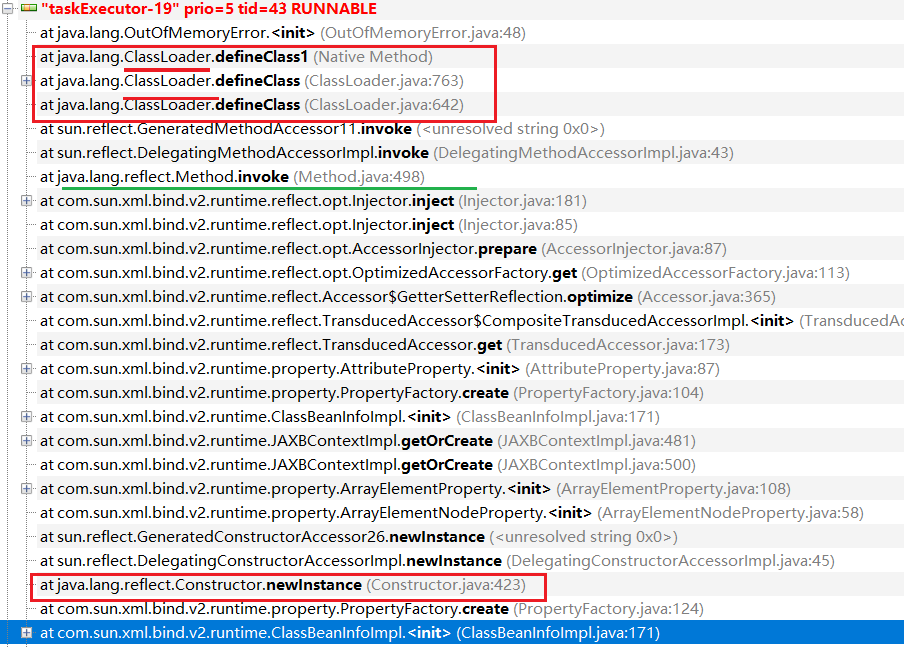 "taskExecutor-19" prio=5 tid=43 RUNNABLE
at java.lang.OutOfMemoryError.<init> (OutOfMemoryError.java:48)
at java.lang.ClassLoader.defineClass1 (Native Method)
at java.lang.ClassLoader.defineClass (ClassLoader.java:763)
at java.lang.ClassLoader.defineClass (ClassLoader.java:642)
at sun.reflect.GeneratedMethodAccessor11.invoke (<unresolved string 0x0>)
at sun.reflect.DelegatingMethodAccessorImpl.invoke (DelegatingMethodAccessorImpl.java:43)
at java.lang.reflect.Method.invoke (Method.java:498)
at com.sun.xml.bind.v2.runtime.reflect.opt.Injector.inject (Injector.java:181)
at com.sun.xml.bind.v2.runtime.reflect.opt.Injector.inject (Injector.java:85)
at com.sun.xml.bind.v2.runtime.reflect.opt.AccessorInjector.prepare (AccessorInjector.java:87)
at com.sun.xml.bind.v2.runtime.reflect.opt.OptimizedAccessorFactory.get (OptimizedAccessorFactory.java:113)
at com.sun.xml.bind.v2.runtime.reflect.Accessor$GetterSetterReflection.optimize (Accessor.java:365)
at com.sun.xml.bind.v2.runtime.reflect.TransducedAccessor$CompositeTransducedAccessorImpl.<init> (TransducedAc
at com.sun.xml.bind.v2.runtime.reflect.TransducedAccessor.get (TransducedAccessor.java:173)
at com.sun.xml.bind.v2.runtime.property.AttributeProperty.<init> (AttributeProperty.java:87)
at com.sun.xml.bind.v2.runtime.property.PropertyFactory.create (PropertyFactory.java:104)
at com.sun.xml.bind.v2.runtime.ClassBeanInfoImpl.<init> (ClassBeanInfoImpl.java:171)
at com.sun.xml.bind.v2.runtime.JAXBContextImpl.getOrCreate (JAXBContextImpl.java:481)
at com.sun.xml.bind.v2.runtime.JAXBContextImpl.getOrCreate (JAXBContextImpl.java:500)
at com.sun.xml.bind.v2.runtime.property.ArrayElementProperty.<init> (ArrayElementProperty.java:108)
at com.sun.xml.bind.v2.runtime.property.ArrayElementNodeProperty.<init> (ArrayElementNodeProperty.java:58)
at sun.reflect.GeneratedConstructorAccessor26.newInstance (<unresolved string 0x0>)
at sun.reflect.DelegatingConstructorAccessorImpl.newInstance (DelegatingConstructorAccessorImpl.java:45)
at java.lang.reflect.Constructor.newInstance (Constructor.java:423)
at com.sun.xml.bind.v2.runtime.property.PropertyFactory.create (PropertyFactory.java:124)
at com.sun.xml.bind.v2.runtime.ClassBeanInfoImpl.<init> (ClassBeanInfoImpl.java:171)